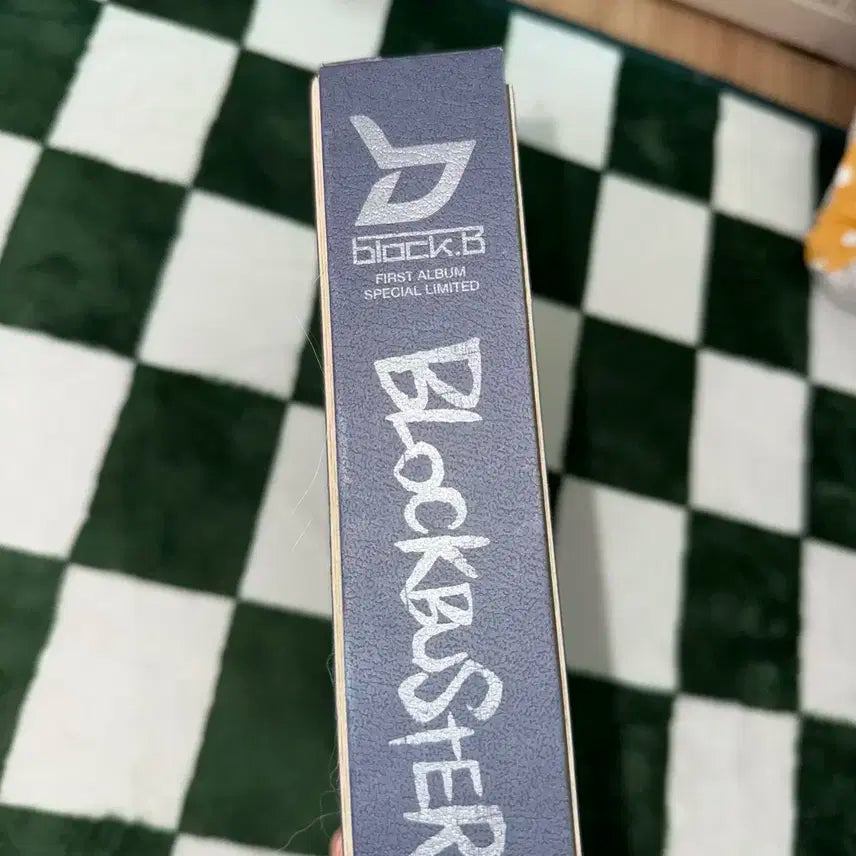 block.B
FIRST ALBUM
SPECIAL LIMITED
BLOCKBUSTER